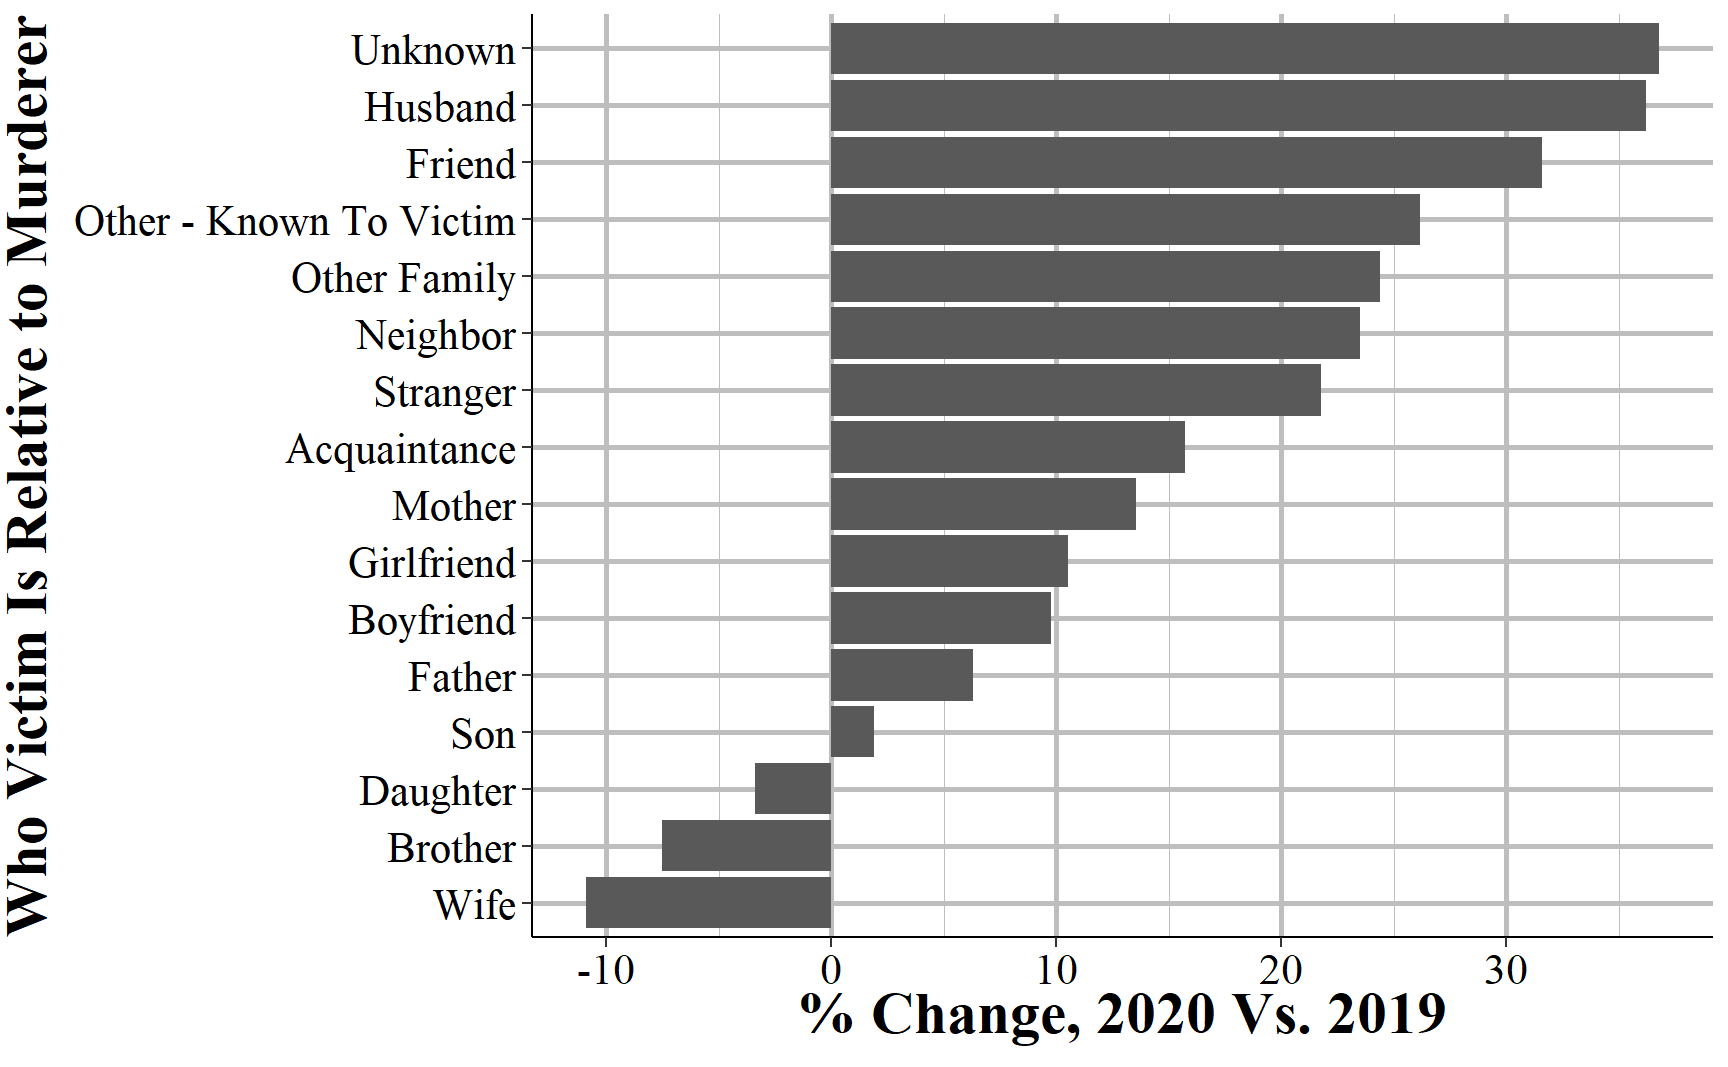 Who Victim Is Relative to Murderer
Unknown
Husband
Friend
Other - Known To Victim
Other Family
Neighbor
Stranger
Acquaintance
Mother
Girlfriend
Boyfriend
Father
Son
Daughter
Brother
Wife
-10 0 10 20 30
% Change, 2020 Vs. 2019